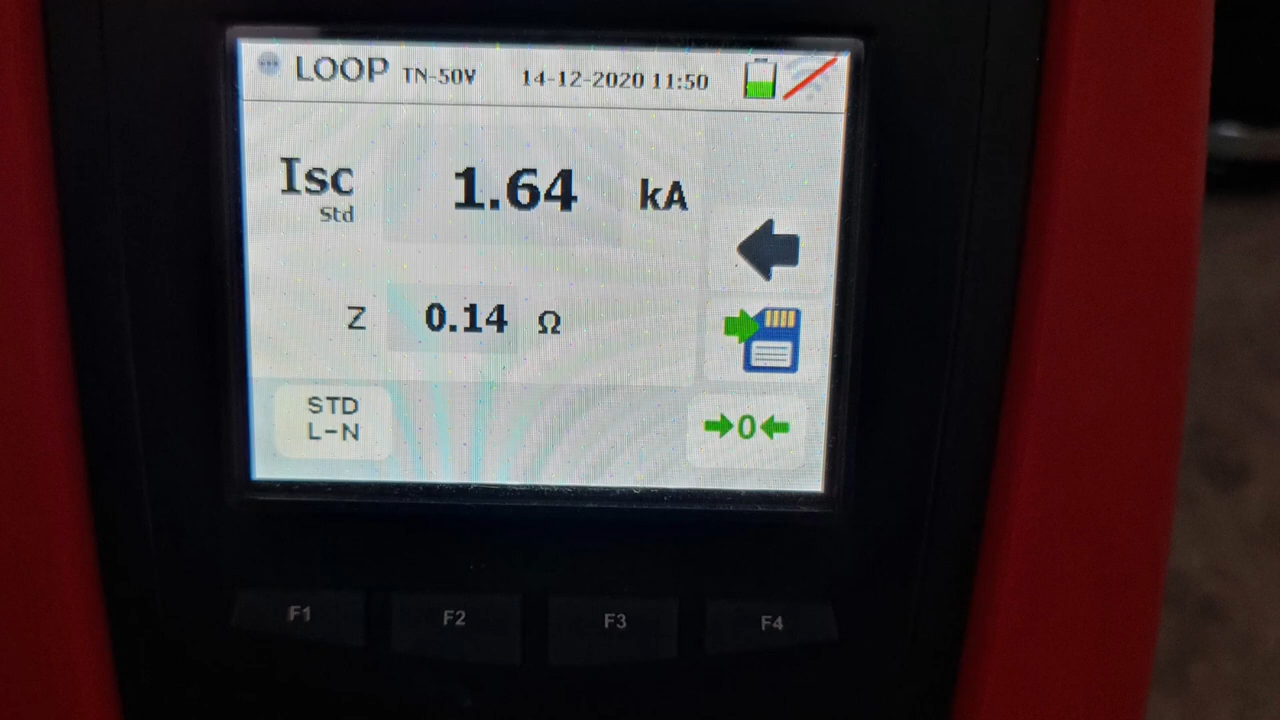 LOOP TN-50V 14-12-2020 11:50
Isc 1.64 kA
Std
Z 0.14 Ω
STD
L-N
0
F1 F2 F3 F4